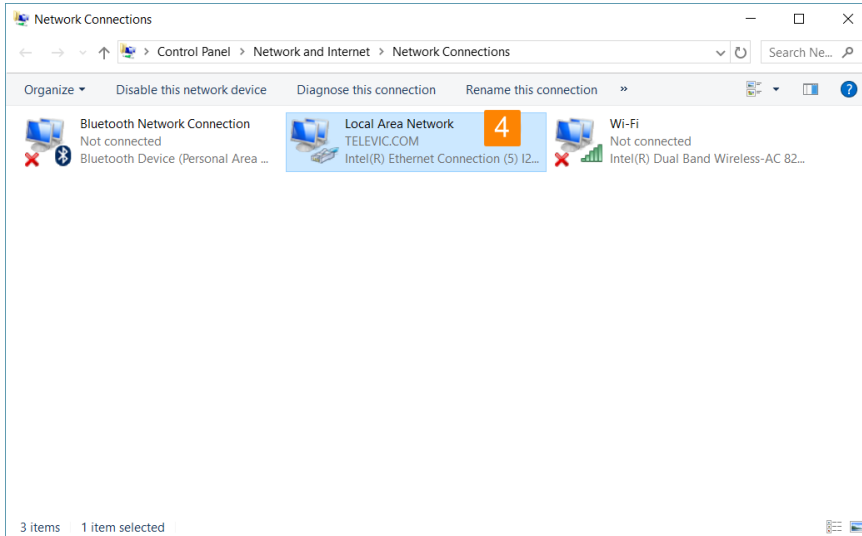 Network Connections
Control Panel > Network and Internet > Network Connections
Search Ne...
Organize
Disable this network device
Diagnose this connection
Rename this connection
»
?
Bluetooth Network Connection
Not connected
Bluetooth Device (Personal Area ...
Local Area Network
TELEVIC.COM
Intel(R) Ethernet Connection (5) I2...
4
Wi-Fi
Not connected
Intel(R) Dual Band Wireless-AC 82...
3 items
1 item selected